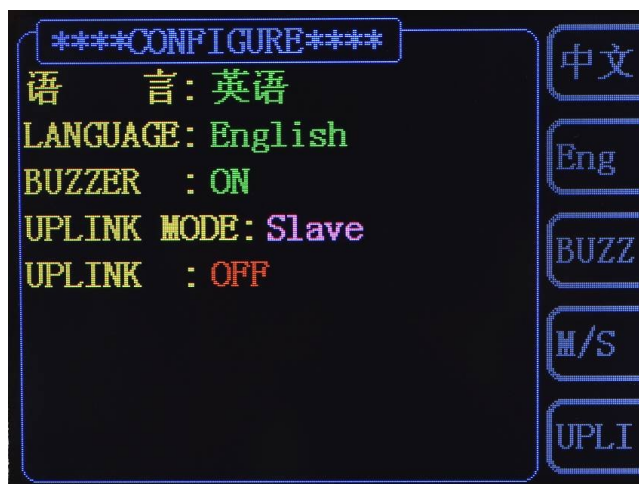 ****CONFIGURE****
语 言: 英语
LANGUAGE: English
BUZZER : ON
UPLINK MODE: Slave
UPLINK : OFF
中文
Eng
BUZZ
M/S
UPLI